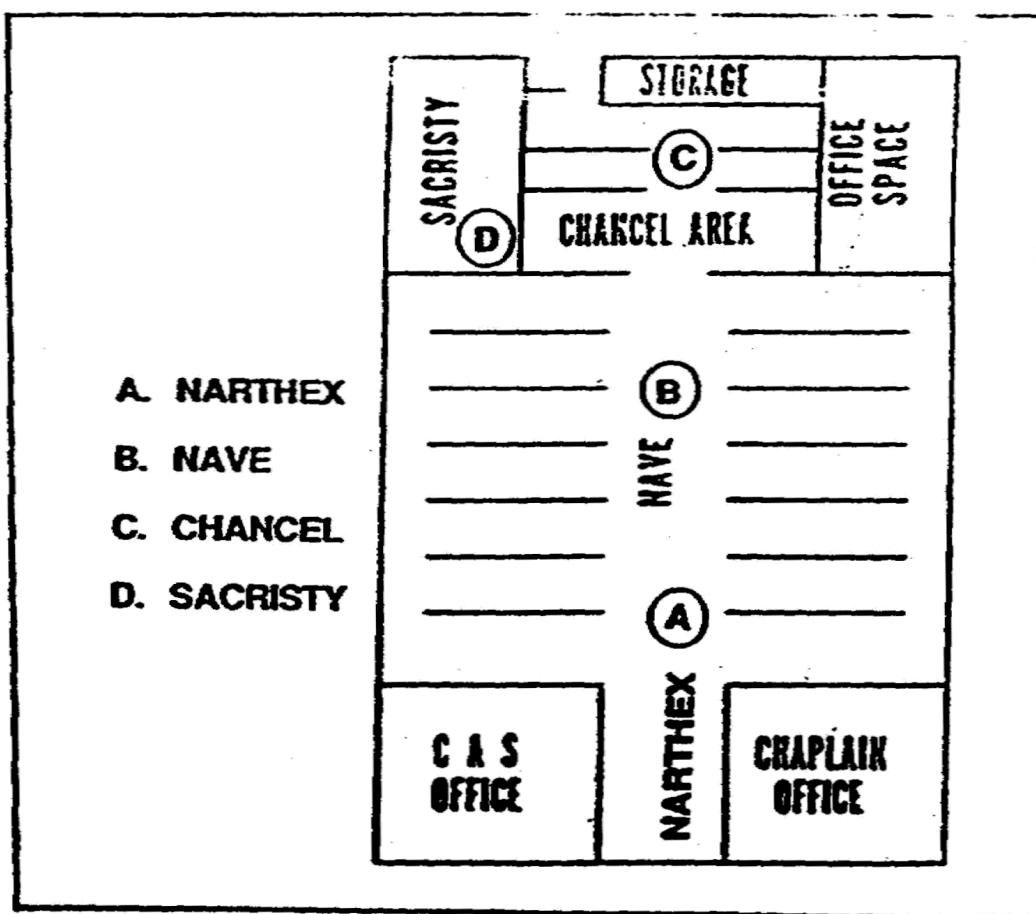 STORAGE
SACRISTY
C
OFFICE
SPACE
D
CHANCEL AREA
B
NAVE
A. NARTHEX
B. NAVE
C. CHANCEL
D. SACRISTY
A
NARTHEX
C A S
OFFICE
CHAPLAIN
OFFICE